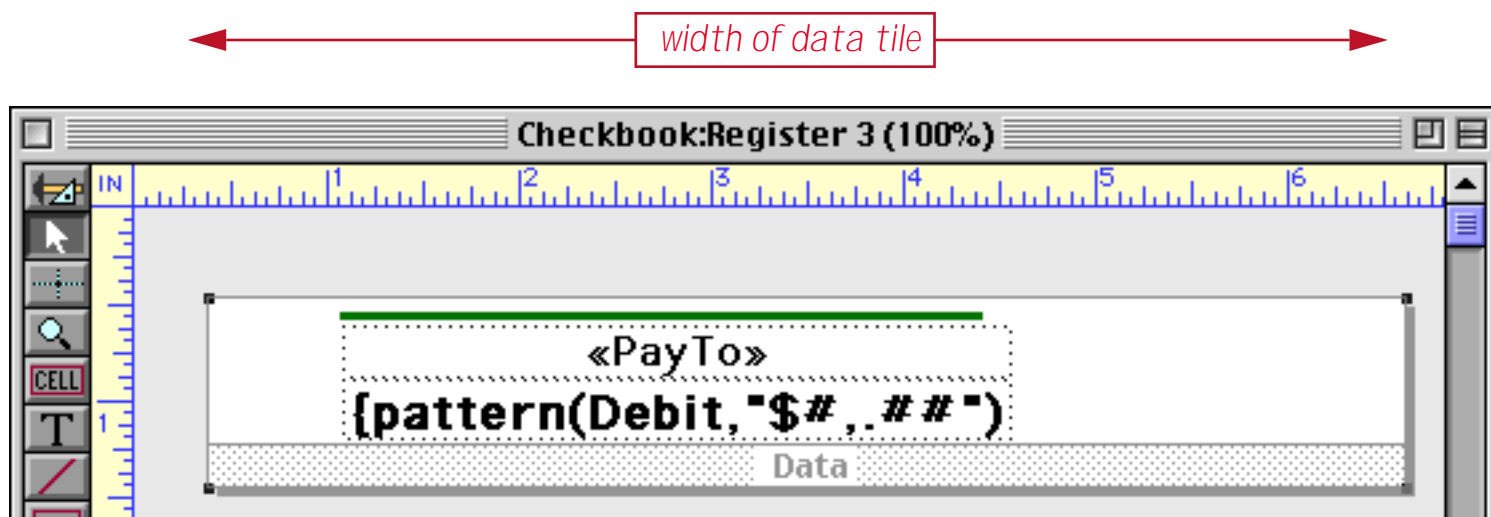 width of data tile
Checkbook:Register 3 (100%)
IN 1 2 3 4 5 6
CELL
T
«PayTo»
1
{pattern(Debit,"$#,.##")
Data